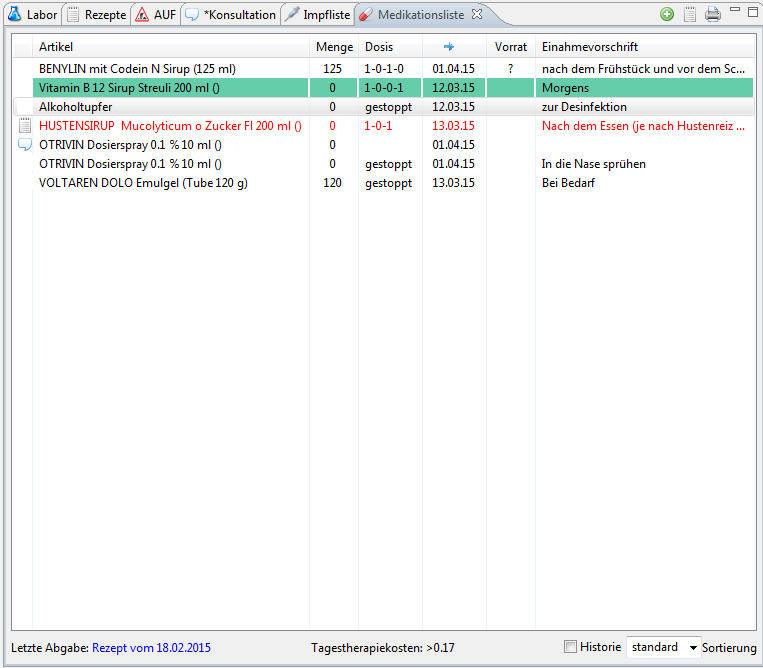 Labor Rezepte AUF *Konsultation Impfliste Medikationsliste
Artikel Menge Dosis Vorrat Einahmevorschrift
BENYLIN mit Codein N Sirup (125 ml) 125 1-0-1-0 01.04.15 ? nach dem Frühstück und vor dem Sc...
Vitamin B 12 Sirup Streuli 200 ml () 0 1-0-0-1 12.03.15 Morgens
Alkoholtupfer 0 gestoppt 12.03.15 zur Desinfektion
HUSTENSIRUP Mucolyticum o Zucker Fl 200 ml () 0 1-0-1 13.03.15 Nach dem Essen (je nach Hustenreiz ...
OTRIVIN Dosierspray 0.1 % 10 ml () 0 01.04.15
OTRIVIN Dosierspray 0.1 % 10 ml () 0 gestoppt 01.04.15 In die Nase sprühen
VOLTAREN DOLO Emulgel (Tube 120 g) 120 gestoppt 13.03.15 Bei Bedarf
Letzte Abgabe: Rezept vom 18.02.2015 Tagestherapiekosten: >0.17 Historie standard Sortierung